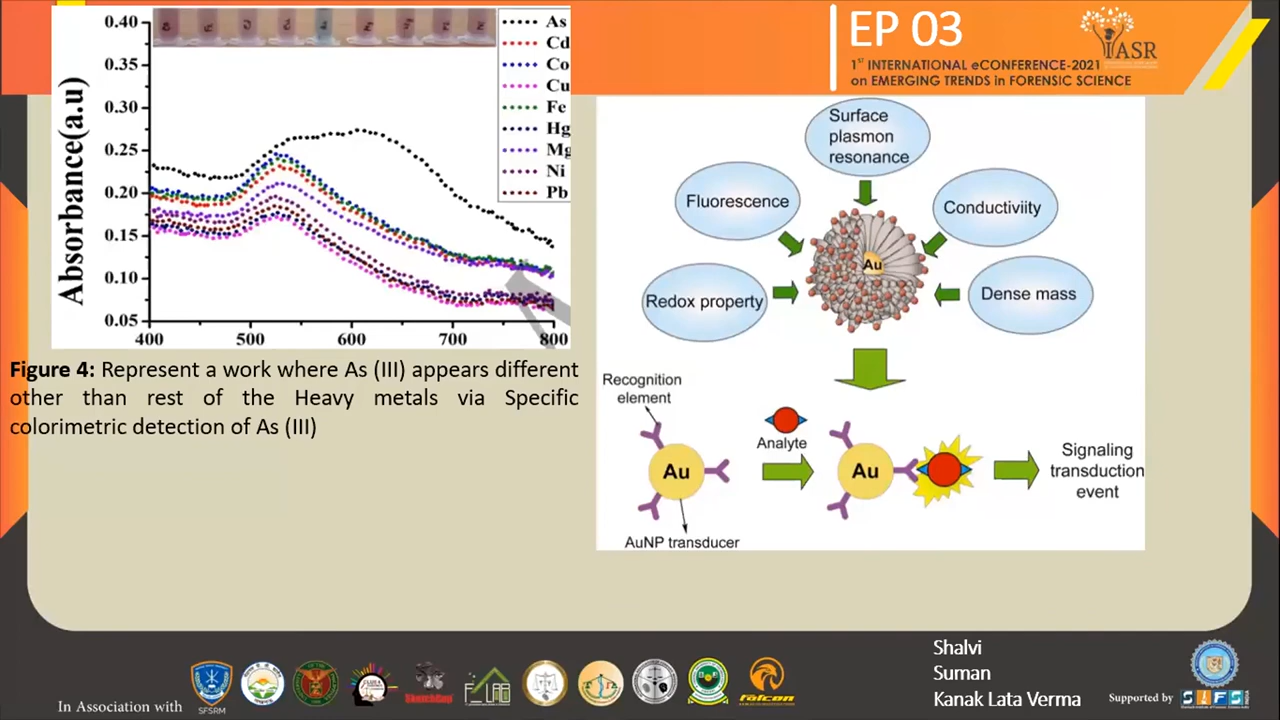 EP 03
IASR
1ST INTERNATIONAL eCONFERENCE-2021
on EMERGING TRENDS in FORENSIC SCIENCE
Absorbance(a.u)
0.40
0.35
0.30
0.25
0.20
0.15
0.10
0.05
400 500 600 700 800
As
Cd
Co
Cu
Fe
Hg
Mg
Ni
Pb
Figure 4: Represent a work where As (III) appears different
other than rest of the Heavy metals via Specific
colorimetric detection of As (III)
Surface
plasmon
resonance
Fluorescence
Conductiviity
Redox property
Dense mass
Au
Recognition
element
Analyte
Au
Au
AuNP transducer
Signaling
transduction
event
In Association with
SFSRM
falcon
Shalvi
Suman
Kanak Lata Verma
Supported by
SIFS